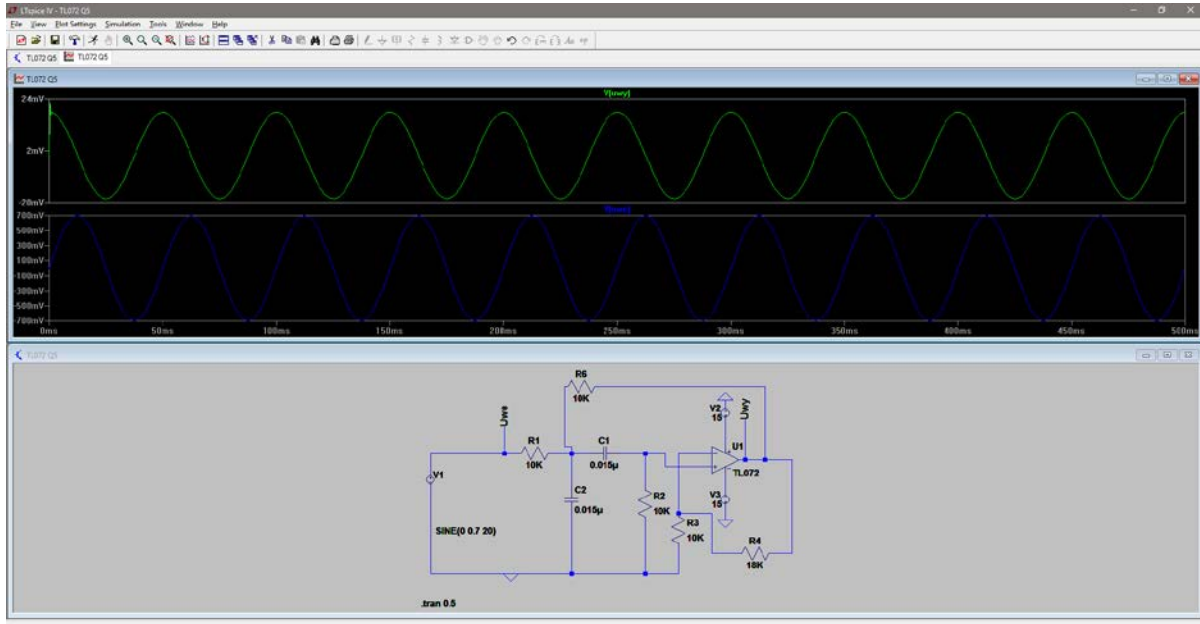 LTspice IV - TL072 Q5
File View Plot Settings Simulation Tools Window Help
TL072 Q5 TL072 Q5
TL072 Q5
V(uwy)
24mV
2mV
-20mV
700mV
500mV
300mV
100mV
-100mV
-300mV
-500mV
-700mV
0ms 50ms 100ms 150ms 200ms 250ms 300ms 350ms 400ms 450ms 500ms
TL072 Q5
R6
10K
Uwe
V2
15
Uwy
R1
10K
C1
0.015µ
U1
TL072
V1
C2
0.015µ
R2
10K
V3
15
R3
10K
R4
18K
SINE(0 0.7 20)
.tran 0.5